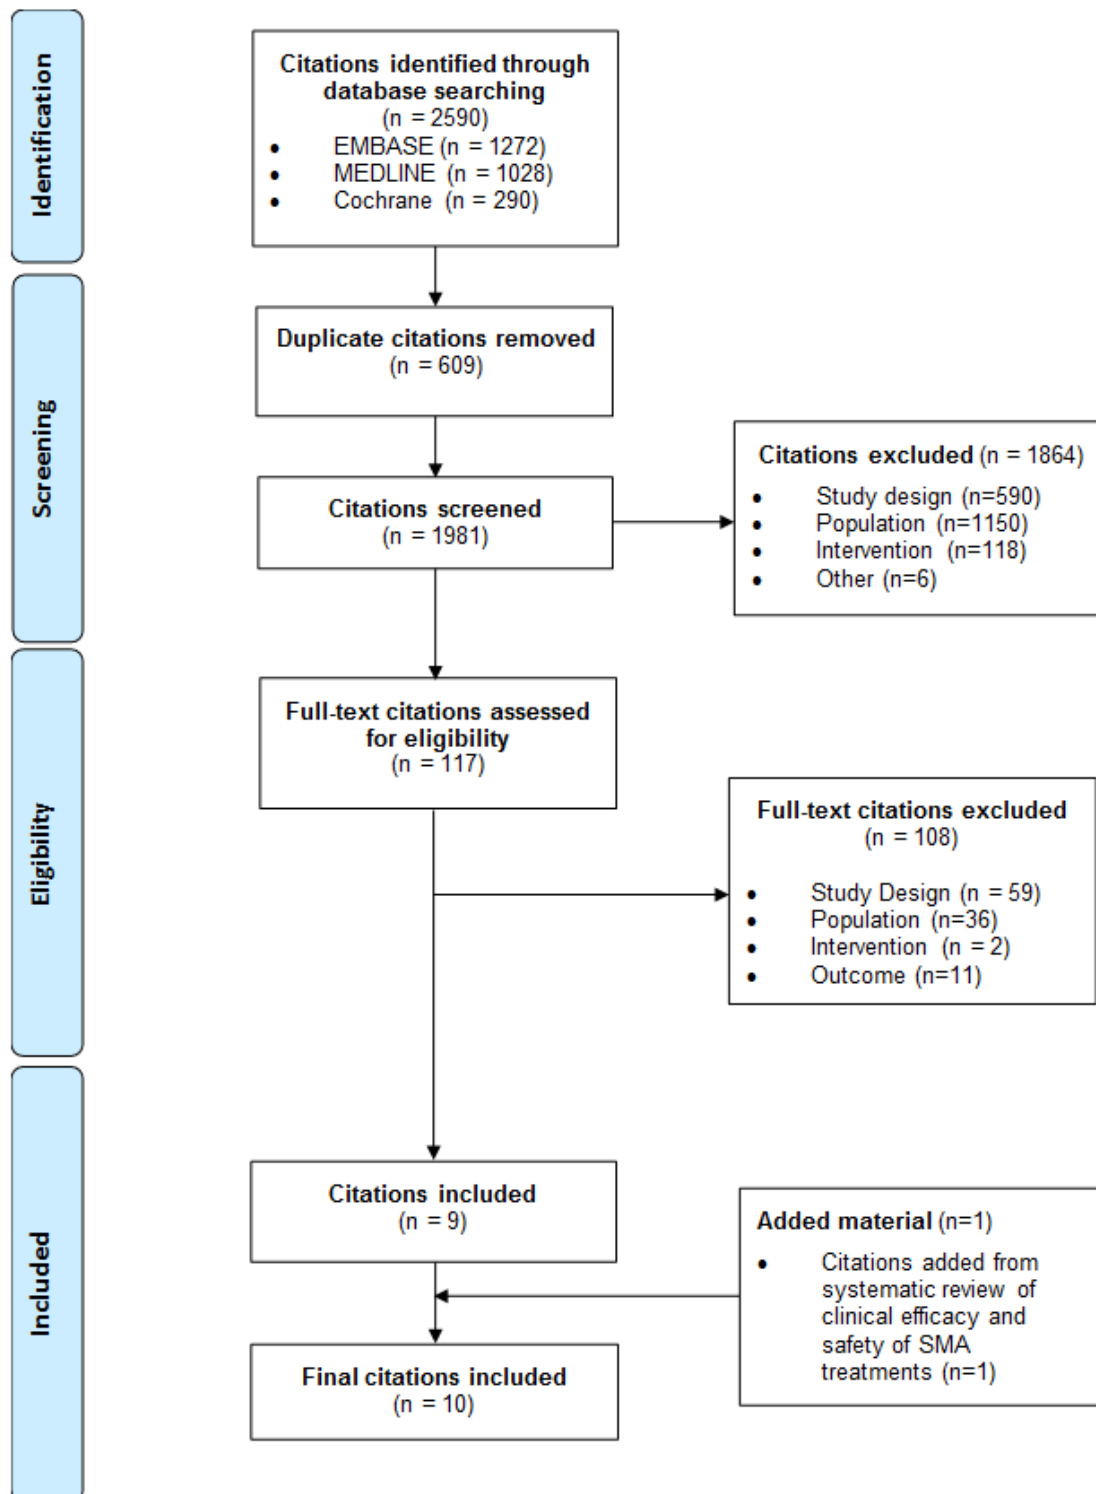 Identification
Citations identified through
database searching
(n = 2590)
• EMBASE (n = 1272)
• MEDLINE (n = 1028)
• Cochrane (n = 290)
Screening
Duplicate citations removed
(n = 609)
Citations screened
(n = 1981)
Citations excluded (n = 1864)
• Study design (n=590)
• Population (n=1150)
• Intervention (n=118)
• Other (n=6)
Eligibility
Full-text citations assessed
for eligibility
(n = 117)
Full-text citations excluded
(n = 108)
• Study Design (n = 59)
• Population (n=36)
• Intervention (n = 2)
• Outcome (n=11)
Included
Citations included
(n = 9)
Added material (n=1)
• Citations added from
systematic review of
clinical efficacy and
safety of SMA
treatments (n=1)
Final citations included
(n = 10)